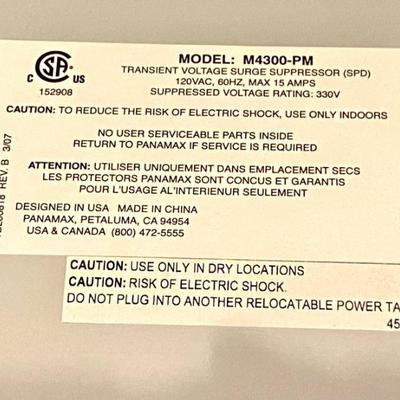 MODEL: M4300-PM
TRANSIENT VOLTAGE SURGE SUPPRESSOR (SPD)
120VAC, 60HZ, MAX 15 AMPS
SUPPRESSED VOLTAGE RATING: 330V
C US
152908
CAUTION: TO REDUCE THE RISK OF ELECTRIC SHOCK, USE ONLY INDOORS
NO USER SERVICEABLE PARTS INSIDE
RETURN TO PANAMAX IF SERVICE IS REQUIRED
ATTENTION: UTILISER UNIQUEMENT DANS EMPLACEMENT SECS
LES PROTECTORS PANAMAX SONT CONCUS ET GARANTIS
POUR L'USAGE AL'INTERIEUR SEULEMENT
REV. B 3/07
DESIGNED IN USA MADE IN CHINA
PANAMAX, PETALUMA, CA 94954
USA & CANADA (800) 472-5555
CAUTION: USE ONLY IN DRY LOCATIONS
CAUTION: RISK OF ELECTRIC SHOCK.
DO NOT PLUG INTO ANOTHER RELOCATABLE POWER TA
45